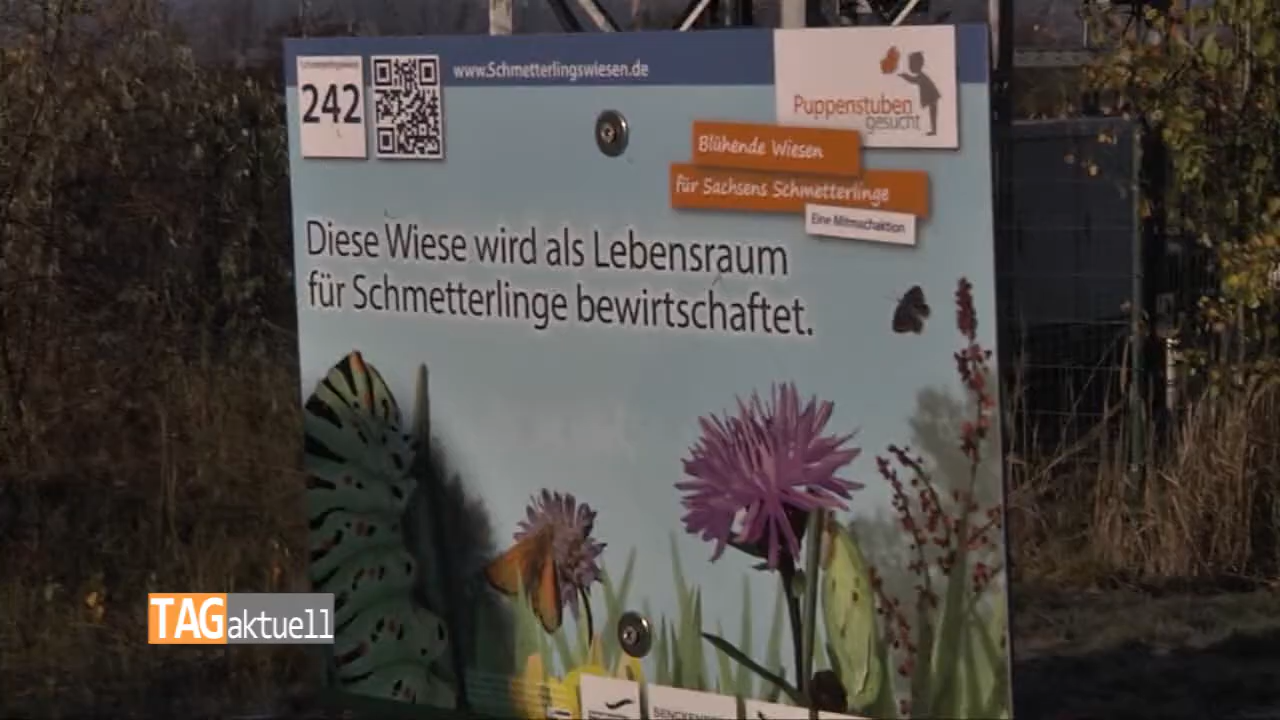 242
www.Schmetterlingswiesen.de
Puppenstuben
gesucht
Blühende Wiesen
für Sachsens Schmetterlinge
Eine Mitmachaktion
Diese Wiese wird als Lebensraum
für Schmetterlinge bewirtschaftet.
TAGaktuell